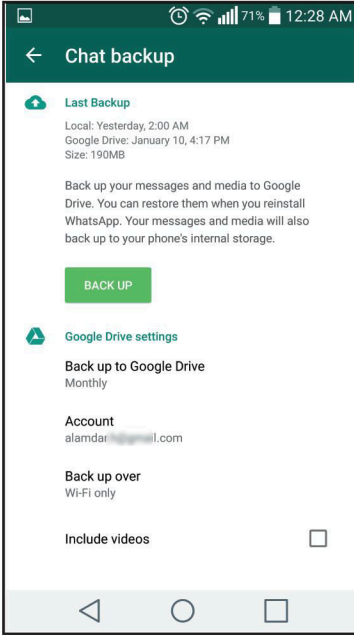 71% 12:28 AM
Chat backup
Last Backup
Local: Yesterday, 2:00 AM
Google Drive: January 10, 4:17 PM
Size: 190MB
Back up your messages and media to Google
Drive. You can restore them when you reinstall
WhatsApp. Your messages and media will also
back up to your phone's internal storage.
BACK UP
Google Drive settings
Back up to Google Drive
Monthly
Account
alamdar l.com
Back up over
Wi-Fi only
Include videos